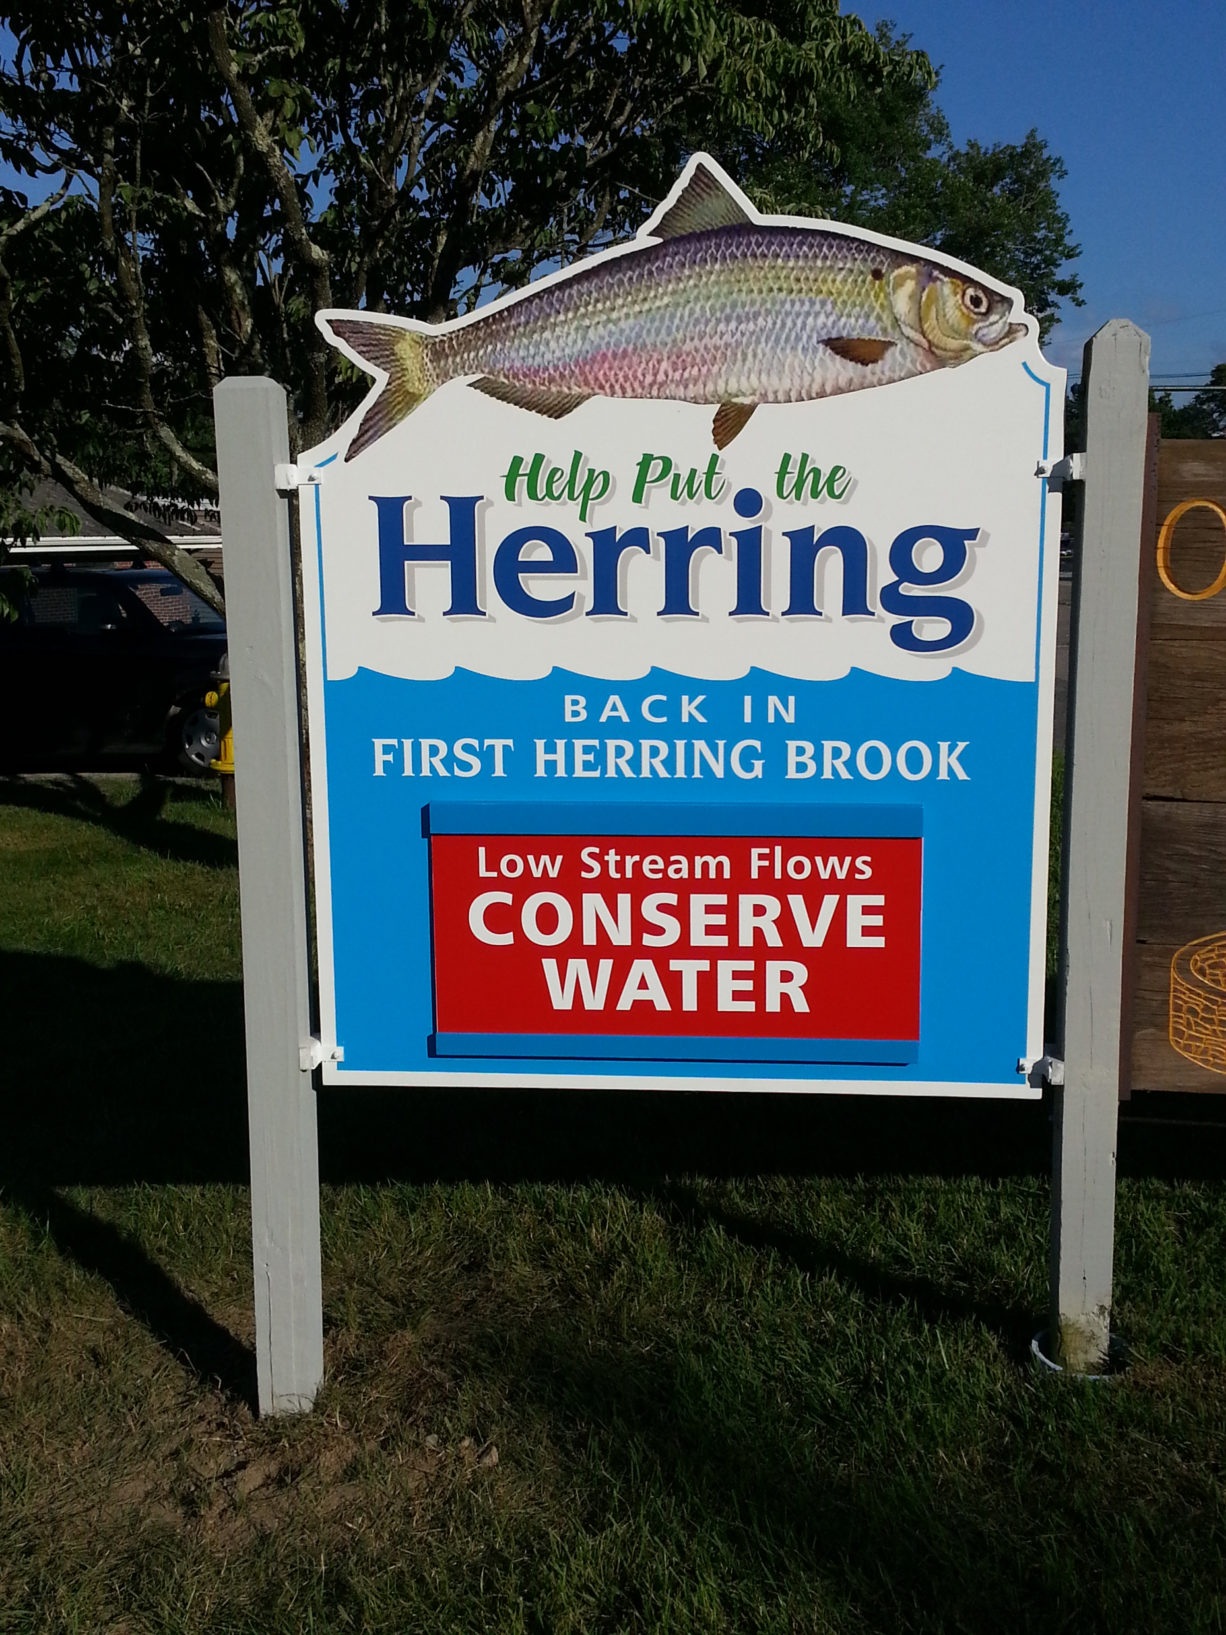 Help Put the
Herring
BACK IN
FIRST HERRING BROOK
Low Stream Flows
CONSERVE
WATER